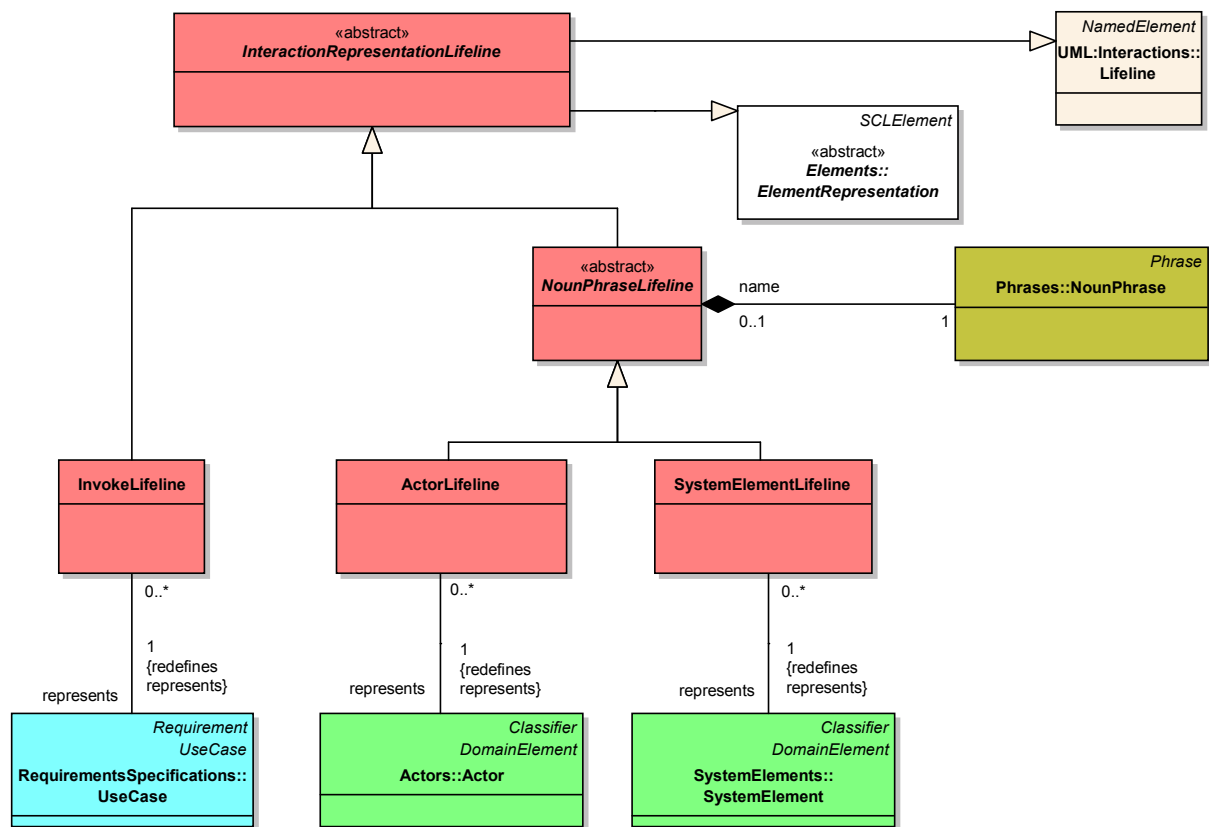 «abstract»
InteractionRepresentationLifeline
NamedElement
UML:Interactions::
Lifeline
SCLElement
«abstract»
Elements::
ElementRepresentation
«abstract»
NounPhraseLifeline
name
0..1
1
Phrase
Phrases::NounPhrase
InvokeLifeline
ActorLifeline
SystemElementLifeline
0..*
0..*
0..*
1
{redefines
represents}
represents
1
{redefines
represents}
represents
1
{redefines
represents}
represents
Requirement
UseCase
RequirementsSpecifications::
UseCase
Classifier
DomainElement
Actors::Actor
Classifier
DomainElement
SystemElements::
SystemElement